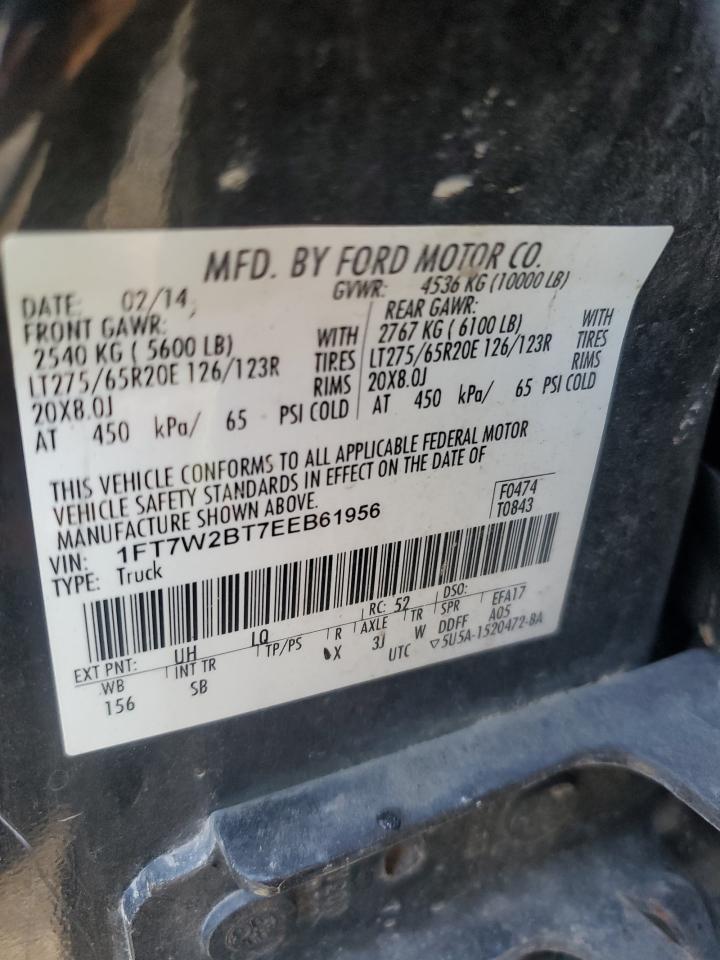 MFD. BY FORD MOTOR CO.
DATE: 02/14 GVWR: 4536 KG (10000 LB)
FRONT GAWR: REAR GAWR:
2540 KG ( 5600 LB) WITH 2767 KG ( 6100 LB) WITH
LT275/65R20E 126/123R TIRES LT275/65R20E 126/123R TIRES
20X8.0J RIMS 20X8.0J RIMS
AT 450 kPa/ 65 PSI COLD AT 450 kPa/ 65 PSI COLD
THIS VEHICLE CONFORMS TO ALL APPLICABLE FEDERAL MOTOR
VEHICLE SAFETY STANDARDS IN EFFECT ON THE DATE OF
MANUFACTURE SHOWN ABOVE.
F0474
T0843
VIN: 1FT7W2BT7EEB61956
TYPE: Truck
EXT PNT: UH LQ RC: 52 DSO:
WB INT TR TP/PS R AXLE TR SPR EFA17
156 SB X 3J W DDFF A05
UTC ▽5U5A-1520472-BA